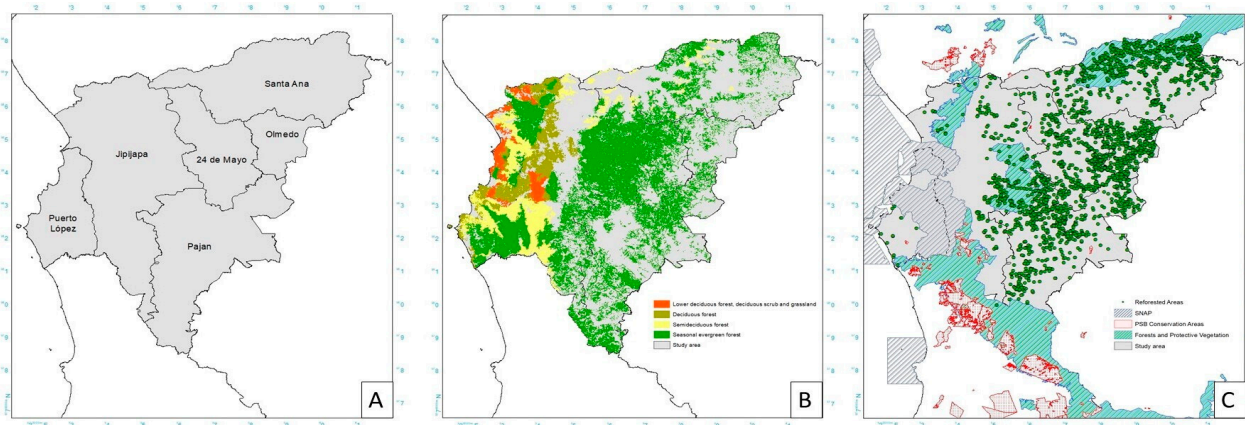 Santa Ana
Olmedo
Jipijapa
24 de Mayo
Puerto
López
Pajan
A
Lower deciduous forest, deciduous scrub and grassland
Deciduous forest
Semideciduous forest
Seasonal evergreen forest
Study area
B
Reforested Areas
SNAP
PSB Conservation Areas
Forests and Protective Vegetation
Study area
C